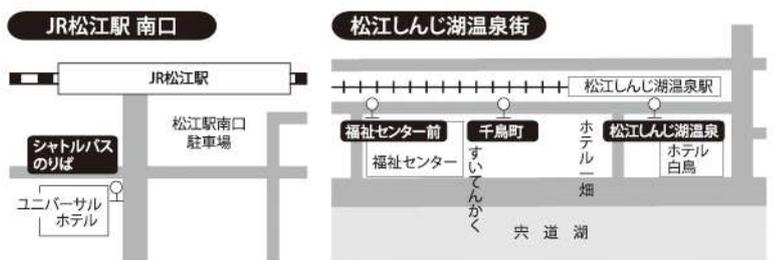 JR松江駅 南口
JR松江駅
松江駅南口
駐車場
シャトルバス
のりば
ユニバーサル
ホテル
松江しんじ湖温泉街
松江しんじ湖温泉駅
福祉センター前
千鳥町
松江しんじ湖温泉
福祉センター
すいてんかく
ホテル一畑
ホテル
白鳥
宍道湖